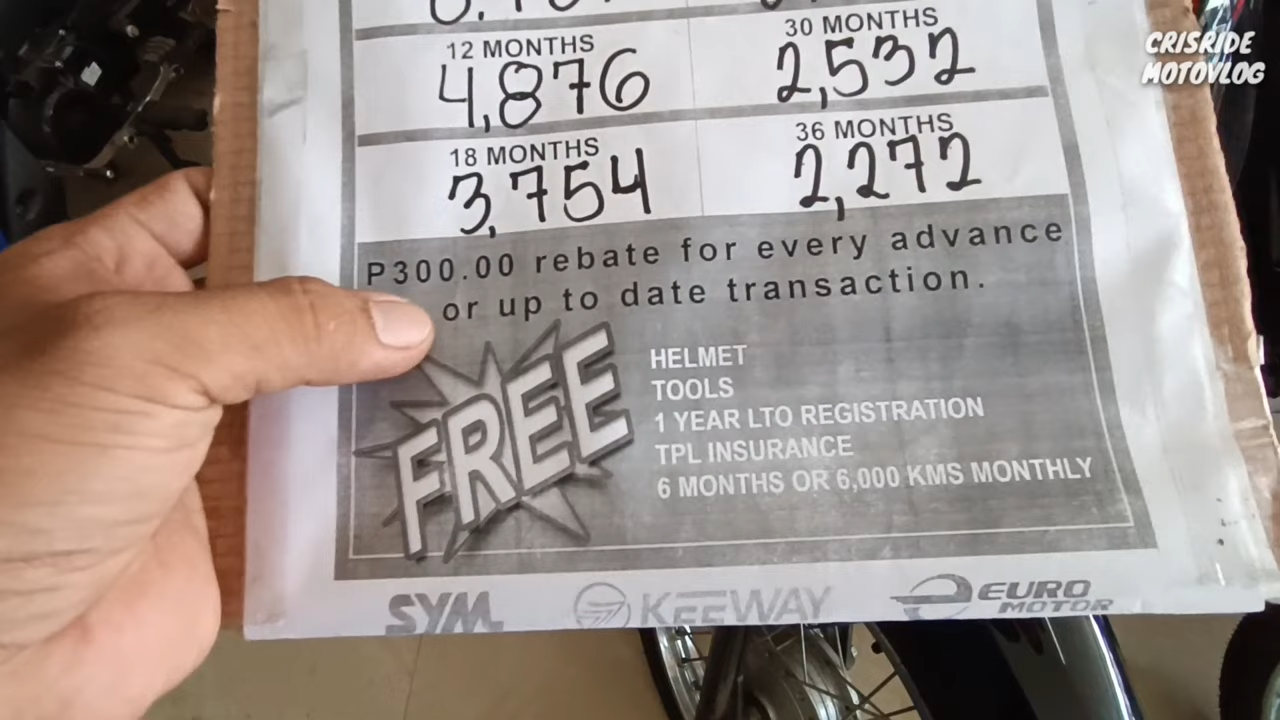 CRISRIDE
MOTOVLOG
12 MONTHS
4,876
30 MONTHS
2,532
18 MONTHS
3,754
36 MONTHS
2,272
P300.00 rebate for every advance
or up to date transaction.
FREE
HELMET
TOOLS
1 YEAR LTO REGISTRATION
TPL INSURANCE
6 MONTHS OR 6,000 KMS MONTHLY
SYM
KEEWAY
EURO
MOTOR